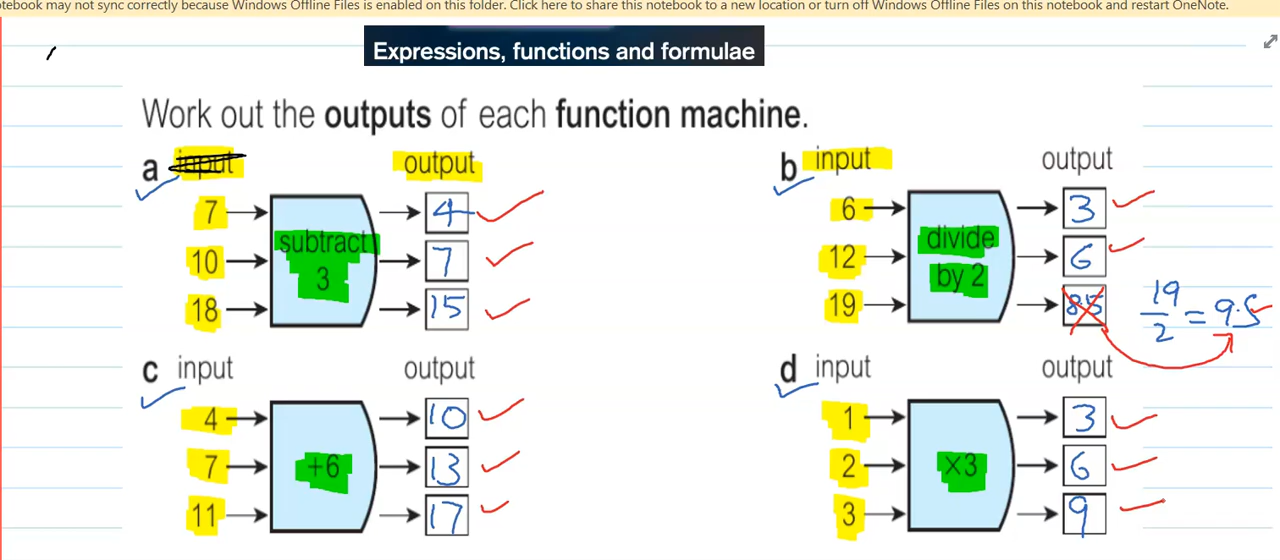 otebook may not sync correctly because Windows Offline Files is enabled on this folder. Click here to share this notebook to a new location or turn off Windows Offline Files on this notebook and restart OneNote.
Expressions, functions and formulae
Work out the outputs of each function machine.
a input output
7 4
10 subtract 3 7
18 15
b input output
6 3
12 divide by 2 6
19 8.5 19/2 = 9.5
c input output
4 10
7 +6 13
11 17
d input output
1 3
2 ×3 6
3 9